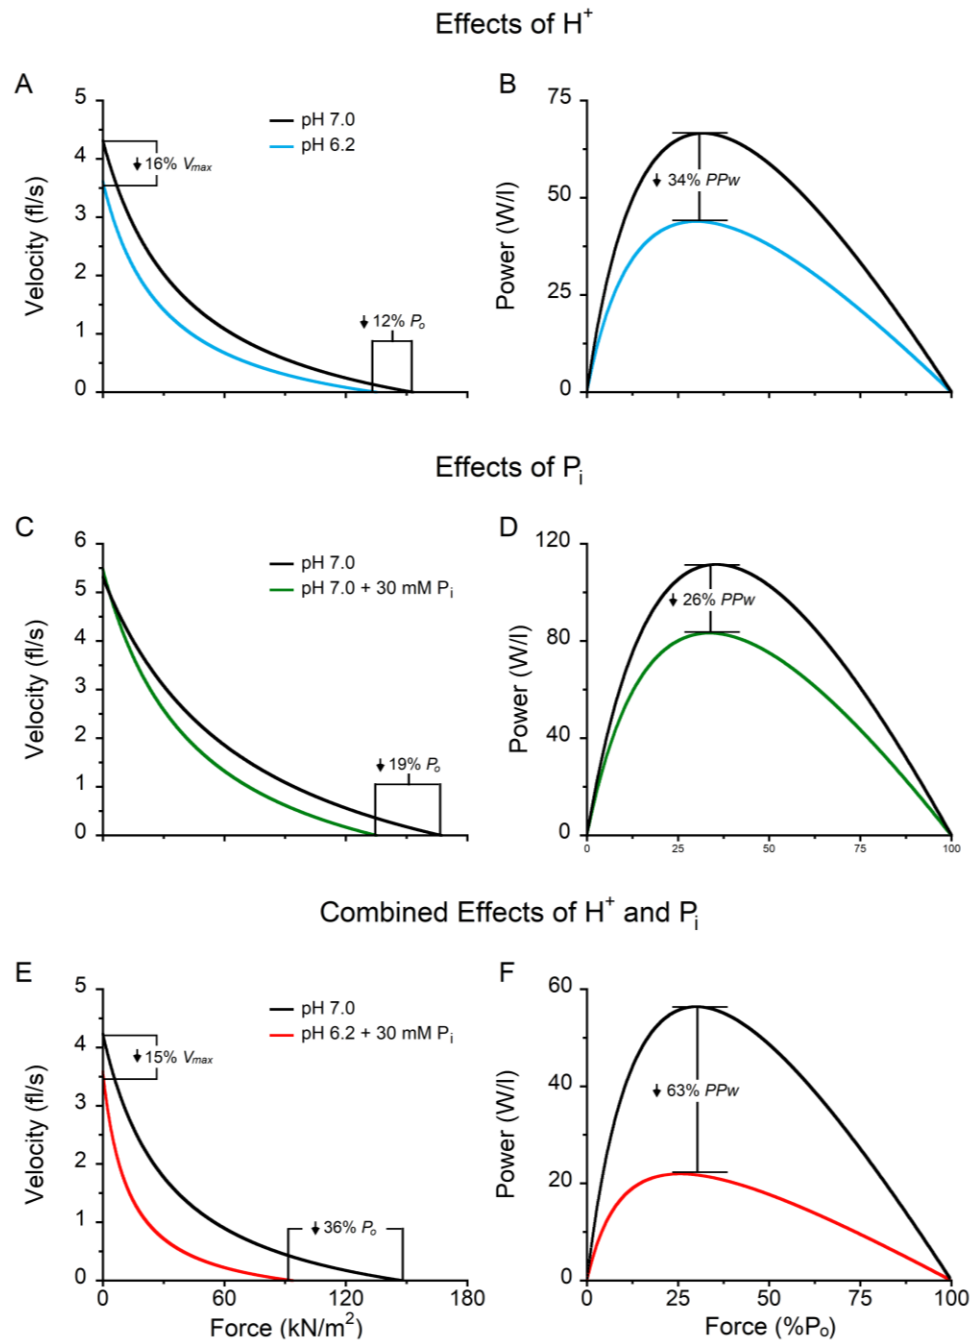 Effects of H⁺
A
B
5
4
3
2
1
0
Velocity (fl/s)
pH 7.0
pH 6.2
↓ 16% Vmax
↓ 12% Po
75
50
25
0
Power (W/l)
↓ 34% PPw
0
25
50
75
100
Effects of Pi
C
D
6
5
4
3
2
1
0
Velocity (fl/s)
pH 7.0
pH 7.0 + 30 mM Pi
↓ 19% Po
120
80
40
0
Power (W/l)
↓ 26% PPw
0
25
50
75
100
Combined Effects of H⁺ and Pi
E
F
5
4
3
2
1
0
Velocity (fl/s)
pH 7.0
pH 6.2 + 30 mM Pi
↓ 15% Vmax
↓ 36% Po
0
60
120
180
Force (kN/m²)
60
40
20
0
Power (W/l)
↓ 63% PPw
0
25
50
75
100
Force (%Po)